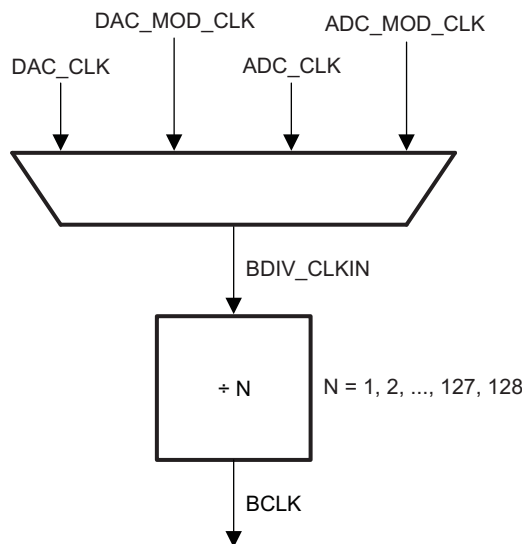 DAC_MOD_CLK
ADC_MOD_CLK
DAC_CLK
ADC_CLK
BDIV_CLKIN
÷ N
N = 1, 2, ..., 127, 128
BCLK